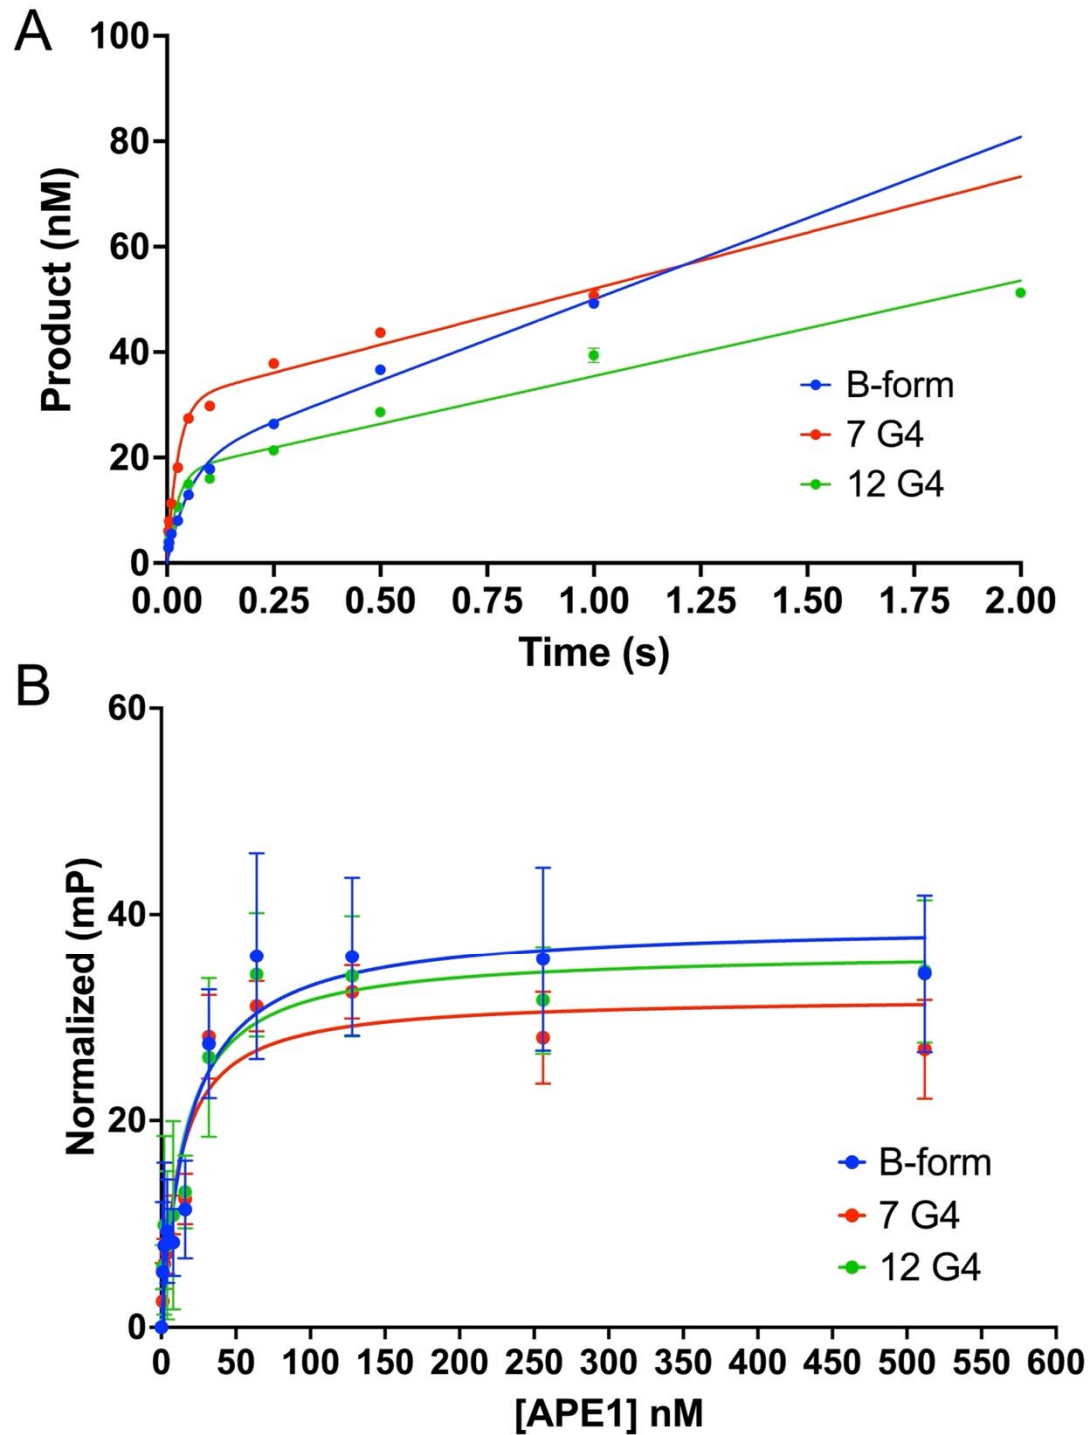 A
Product (nM)
100
80
60
40
20
0
0.00 0.25 0.50 0.75 1.00 1.25 1.50 1.75 2.00
Time (s)
B-form
7 G4
12 G4
B
Normalized (mP)
60
40
20
0
0 50 100 150 200 250 300 350 400 450 500 550 600
[APE1] nM
B-form
7 G4
12 G4